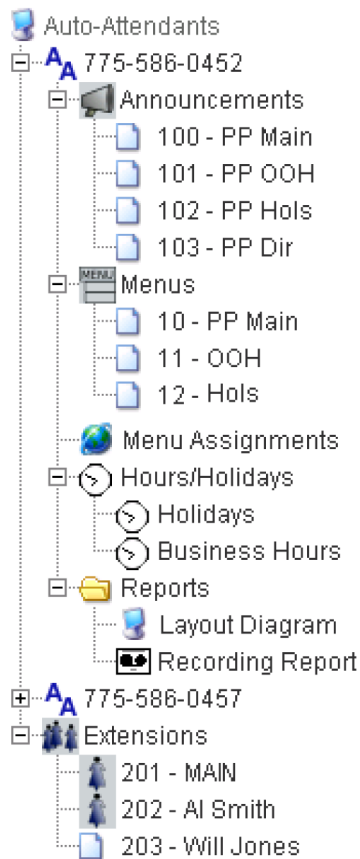 Auto-Attendants
775-586-0452
Announcements
100 - PP Main
101 - PP OOH
102 - PP Hols
103 - PP Dir
MENU
Menus
10 - PP Main
11 - OOH
12 - Hols
Menu Assignments
Hours/Holidays
Holidays
Business Hours
Reports
Layout Diagram
Recording Report
775-586-0457
Extensions
201 - MAIN
202 - Al Smith
203 - Will Jones